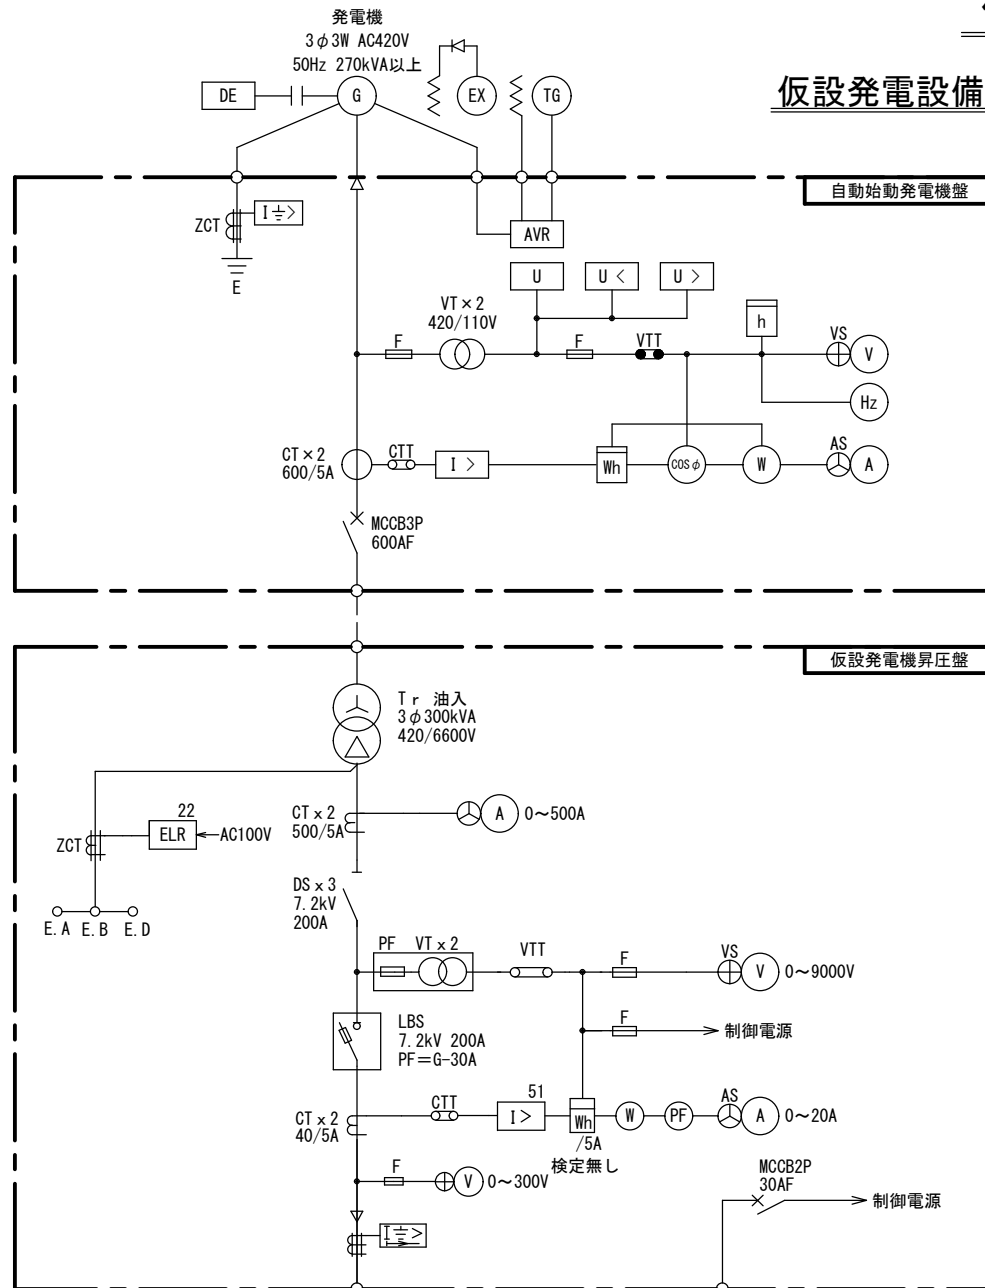 発電機
3φ3W AC420V
50Hz 270kVA以上
DE
G
EX
TG
仮設発電設備
自動始動発電機盤
ZCT
I>
E
AVR
U
U <
U >
VT×2
420/110V
F
F
VTT
h
VS
V
Hz
CT×2
600/5A
CTT
I >
Wh
COSφ
W
AS
A
MCCB3P
600AF
仮設発電機昇圧盤
Tr 油入
3φ300kVA
420/6600V
CT×2
500/5A
A
0～500A
22
ELR
AC100V
ZCT
E.A E.B E.D
DS×3
7.2kV
200A
PF
VT×2
VTT
F
VS
V
0～9000V
F
制御電源
LBS
7.2kV 200A
PF=G-30A
CT×2
40/5A
CTT
51
I>
Wh
/5A
検定無し
W
PF
AS
A
0～20A
F
V
0～300V
MCCB2P
30AF
制御電源
I>